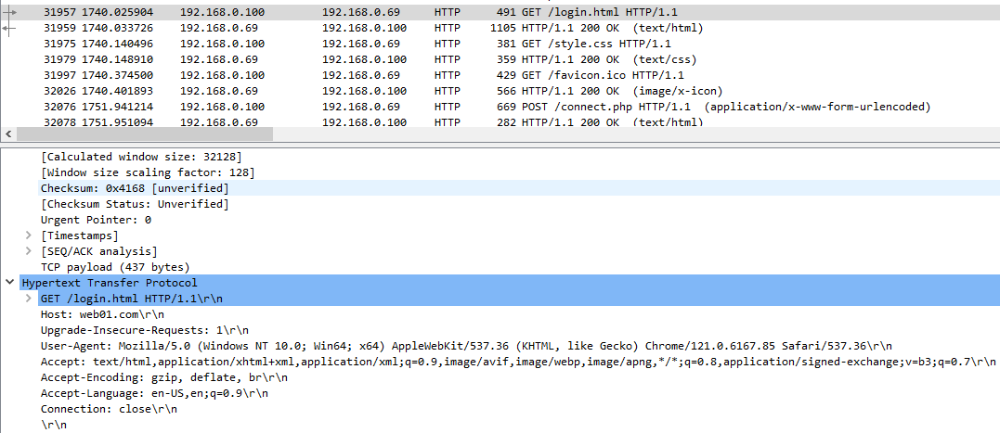 31957 1740.025904 192.168.0.100 192.168.0.69 HTTP 491 GET /login.html HTTP/1.1
31959 1740.033726 192.168.0.69 192.168.0.100 HTTP 1105 HTTP/1.1 200 OK (text/html)
31975 1740.140496 192.168.0.100 192.168.0.69 HTTP 381 GET /style.css HTTP/1.1
31979 1740.148910 192.168.0.69 192.168.0.100 HTTP 359 HTTP/1.1 200 OK (text/css)
31997 1740.374500 192.168.0.100 192.168.0.69 HTTP 429 GET /favicon.ico HTTP/1.1
32026 1740.401893 192.168.0.69 192.168.0.100 HTTP 566 HTTP/1.1 200 OK (image/x-icon)
32076 1751.941214 192.168.0.100 192.168.0.69 HTTP 669 POST /connect.php HTTP/1.1 (application/x-www-form-urlencoded)
32078 1751.951094 192.168.0.69 192.168.0.100 HTTP 282 HTTP/1.1 200 OK (text/html)
[Calculated window size: 32128]
[Window size scaling factor: 128]
Checksum: 0x4168 [unverified]
[Checksum Status: Unverified]
Urgent Pointer: 0
[Timestamps]
[SEQ/ACK analysis]
TCP payload (437 bytes)
Hypertext Transfer Protocol
GET /login.html HTTP/1.1\r\n
Host: web01.com\r\n
Upgrade-Insecure-Requests: 1\r\n
User-Agent: Mozilla/5.0 (Windows NT 10.0; Win64; x64) AppleWebKit/537.36 (KHTML, like Gecko) Chrome/121.0.6167.85 Safari/537.36\r\n
Accept: text/html,application/xhtml+xml,application/xml;q=0.9,image/avif,image/webp,image/apng,*/*;q=0.8,application/signed-exchange;v=b3;q=0.7\r\n
Accept-Encoding: gzip, deflate, br\r\n
Accept-Language: en-US,en;q=0.9\r\n
Connection: close\r\n
\r\n